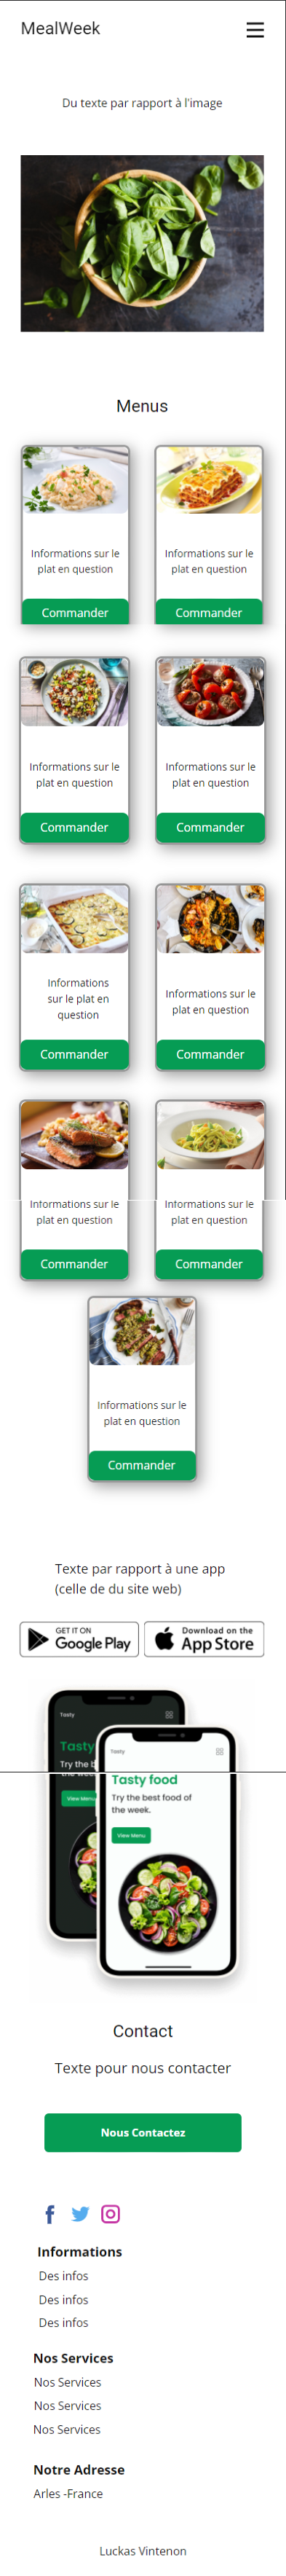 MealWeek
Du texte par rapport à l'image
Menus
Informations sur le
plat en question
Commander
Informations sur le
plat en question
Commander
Informations sur le
plat en question
Commander
Informations sur le
plat en question
Commander
Informations
sur le plat en
question
Commander
Informations sur le
plat en question
Commander
Informations sur le
plat en question
Commander
Informations sur le
plat en question
Commander
Informations sur le
plat en question
Commander
Texte par rapport à une app
(celle de du site web)
GET IT ON
Google Play
Download on the
App Store
Tasty
Tasty
Try the b
the week.
View Menu
Tasty
Tasty food
Try the best food of
the week.
View Menu
Contact
Texte pour nous contacter
Nous Contactez
Informations
Des infos
Des infos
Des infos
Nos Services
Nos Services
Nos Services
Nos Services
Notre Adresse
Arles -France
Luckas Vintenon